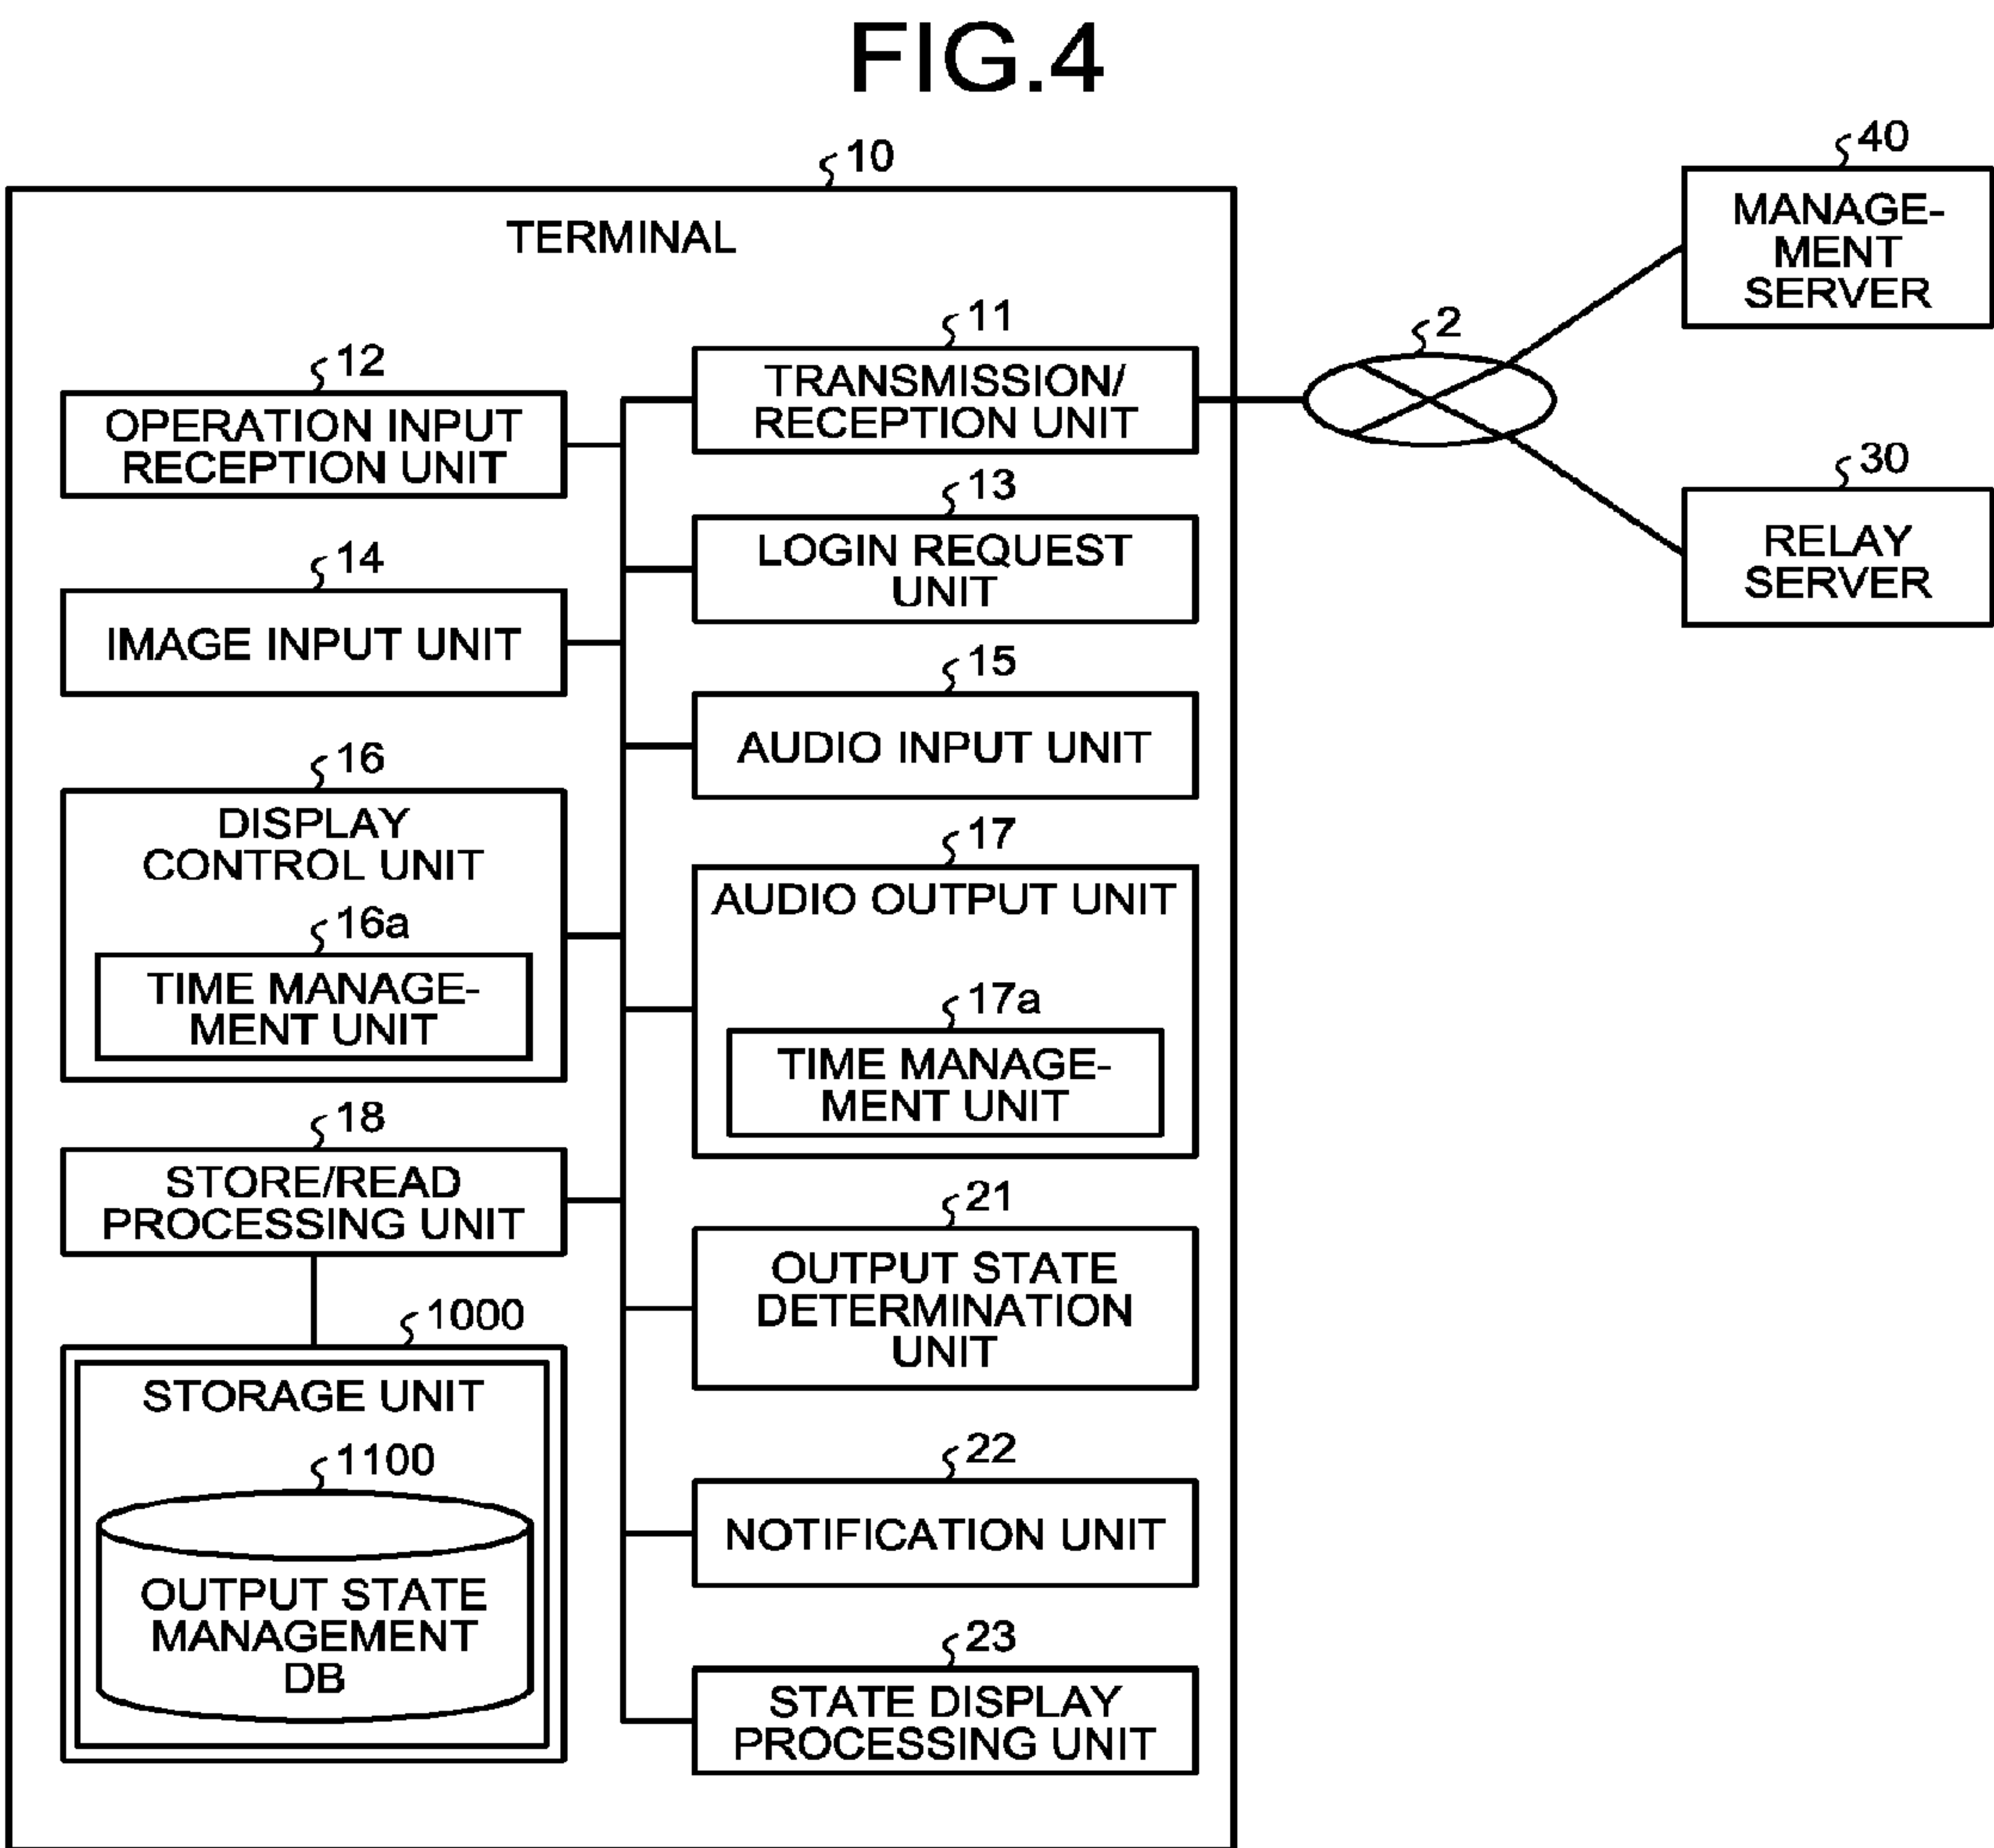 FIG.4
10
TERMINAL
40
MANAGE-
MENT
SERVER
2
30
RELAY
SERVER
12
OPERATION INPUT
RECEPTION UNIT
11
TRANSMISSION/
RECEPTION UNIT
13
LOGIN REQUEST
UNIT
14
IMAGE INPUT UNIT
15
AUDIO INPUT UNIT
16
DISPLAY
CONTROL UNIT
16a
TIME MANAGE-
MENT UNIT
17
AUDIO OUTPUT UNIT
17a
TIME MANAGE-
MENT UNIT
18
STORE/READ
PROCESSING UNIT
21
OUTPUT STATE
DETERMINATION
UNIT
1000
STORAGE UNIT
1100
OUTPUT STATE
MANAGEMENT
DB
22
NOTIFICATION UNIT
23
STATE DISPLAY
PROCESSING UNIT